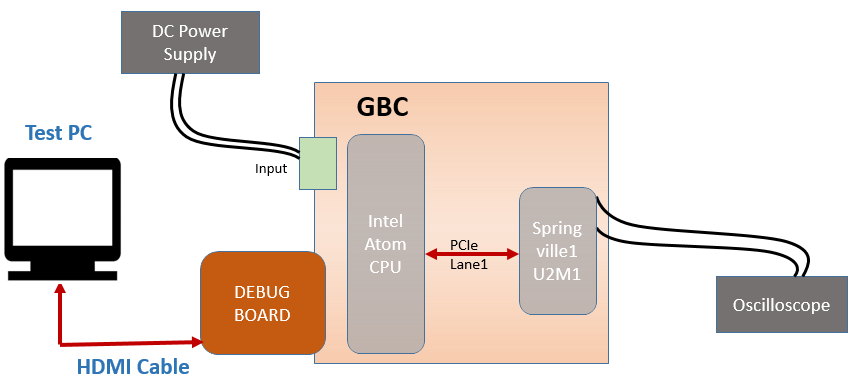 DC Power
Supply
GBC
Test PC
Input
Intel
Atom
CPU
PCIe
Lane1
Spring
ville1
U2M1
DEBUG
BOARD
Oscilloscope
HDMI Cable